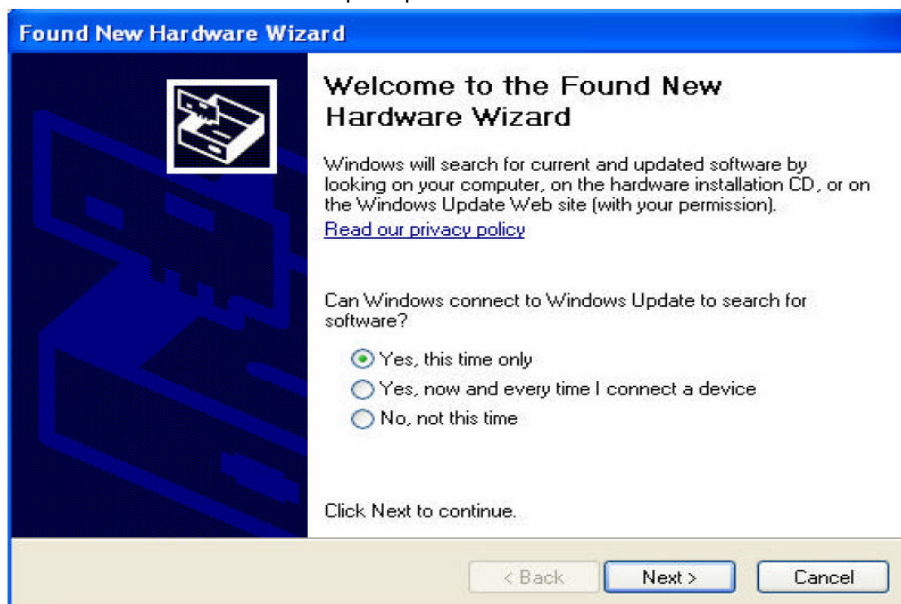 Found New Hardware Wizard
Welcome to the Found New
Hardware Wizard
Windows will search for current and updated software by
looking on your computer, on the hardware installation CD, or on
the Windows Update Web site (with your permission).
Read our privacy policy
Can Windows connect to Windows Update to search for
software?
Yes, this time only
Yes, now and every time I connect a device
No, not this time
Click Next to continue.
< Back
Next >
Cancel